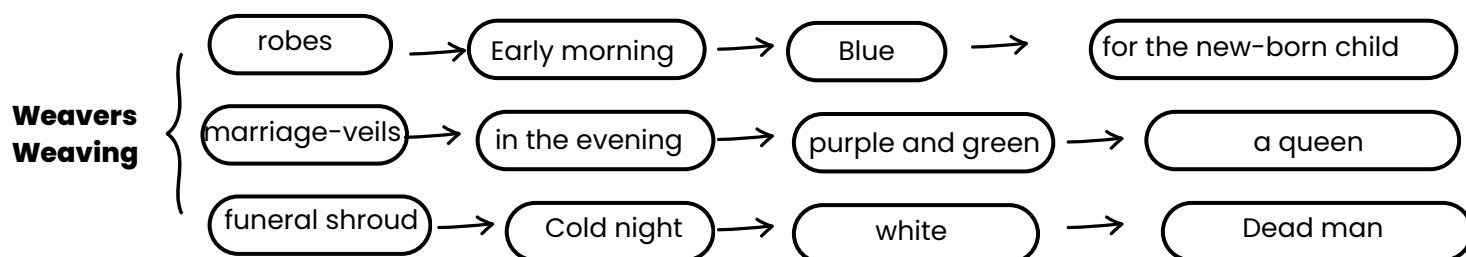 robes
Early morning
Blue
for the new-born child
Weavers
Weaving
marriage-veils
in the evening
purple and green
a queen
funeral shroud
Cold night
white
Dead man